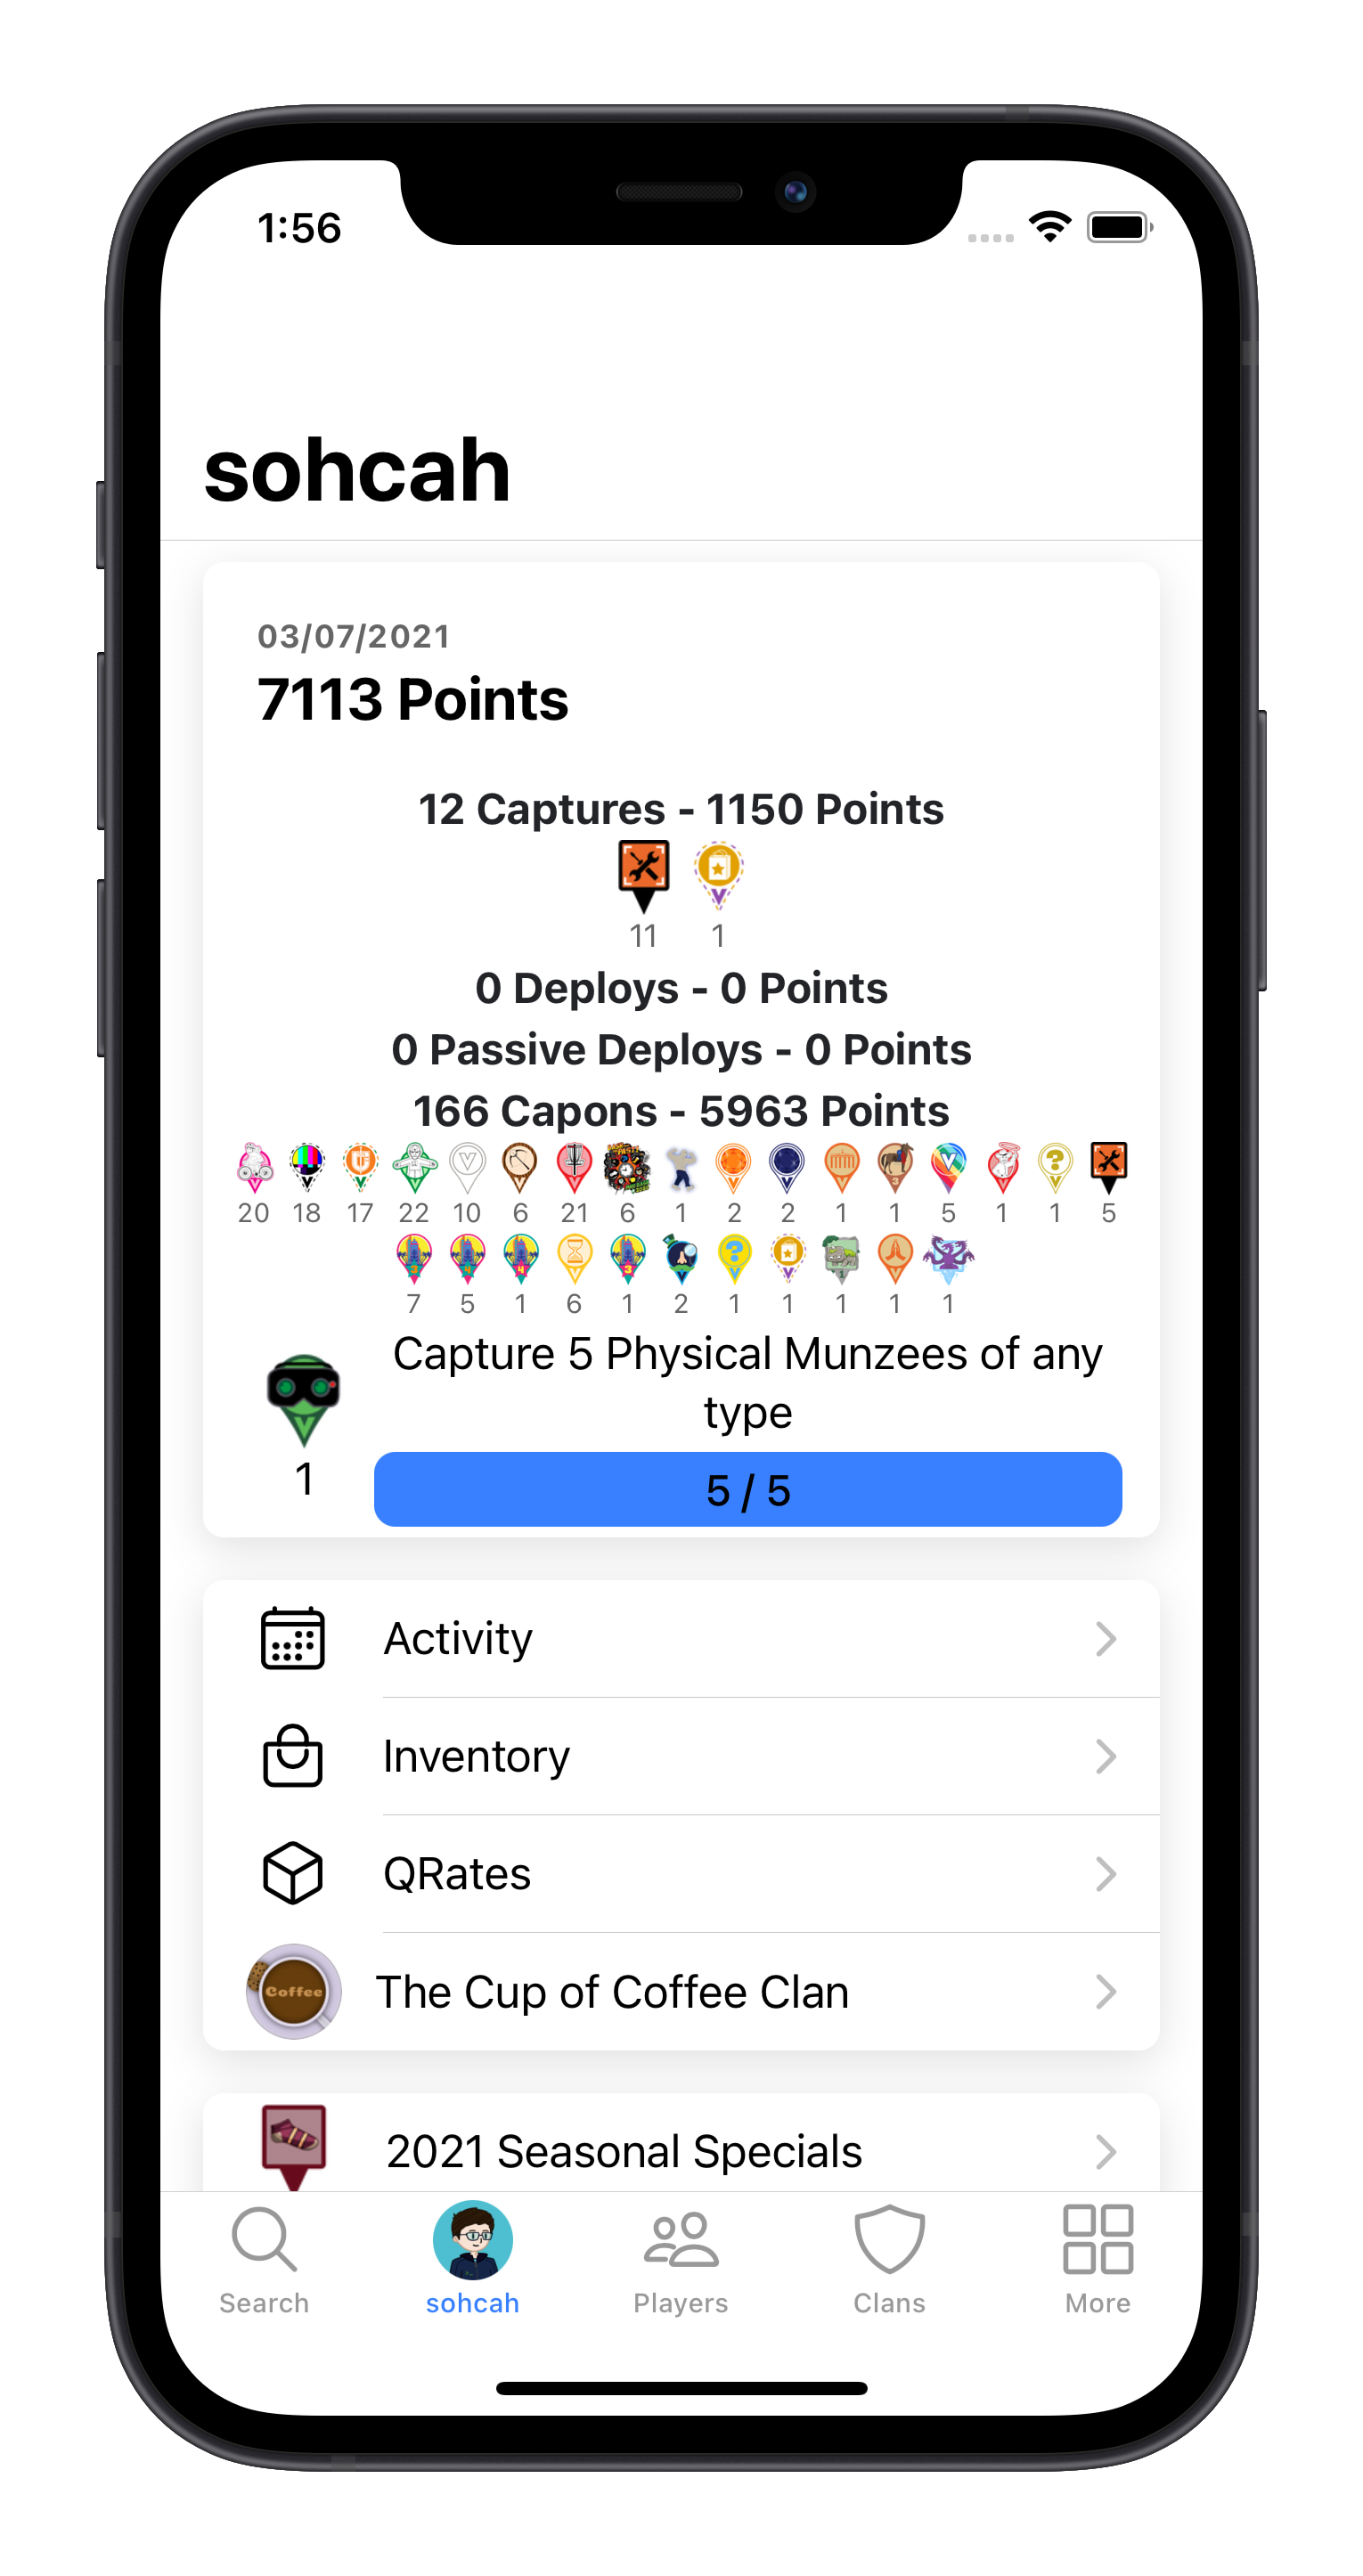 1:56
sohcah
03/07/2021
7113 Points
12 Captures - 1150 Points
11 1
0 Deploys - 0 Points
0 Passive Deploys - 0 Points
166 Capons - 5963 Points
20 18 17 22 10 6 21 6 1 2 2 1 1 5 1 1 5
7 5 1 6 1 2 1 1 1 1 1
Capture 5 Physical Munzees of any
type
1
5 / 5
Activity
Inventory
QRates
Coffee
The Cup of Coffee Clan
2021 Seasonal Specials
Search sohcah Players Clans More